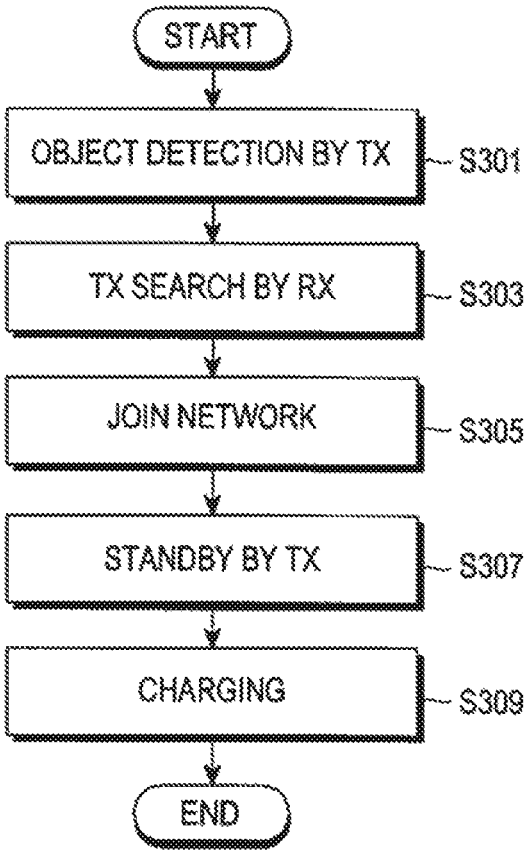 START
OBJECT DETECTION BY TX
S301
TX SEARCH BY RX
S303
JOIN NETWORK
S305
STANDBY BY TX
S307
CHARGING
S309
END